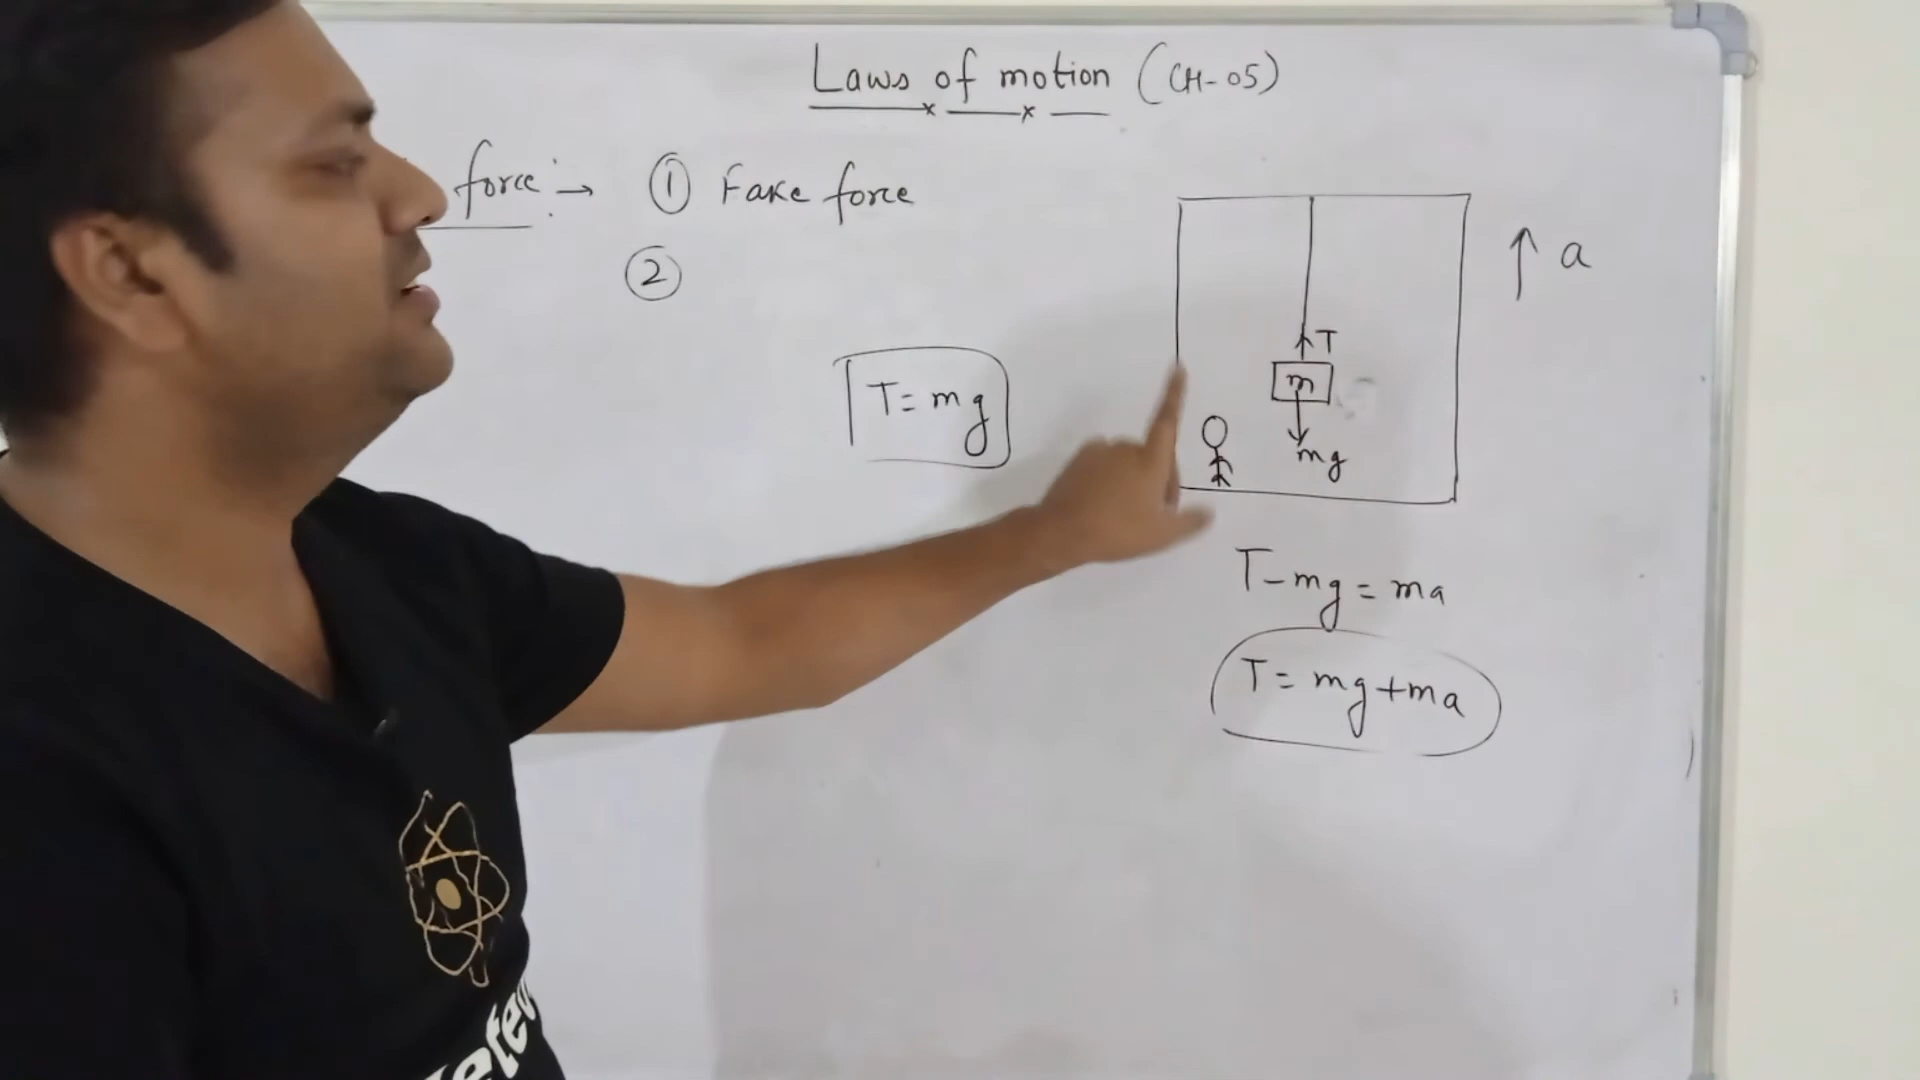 Laws of motion (CH-05)
force :→ ① Fake force
②
↑ a
T
m
mg
T = mg
T - mg = ma
T = mg + ma